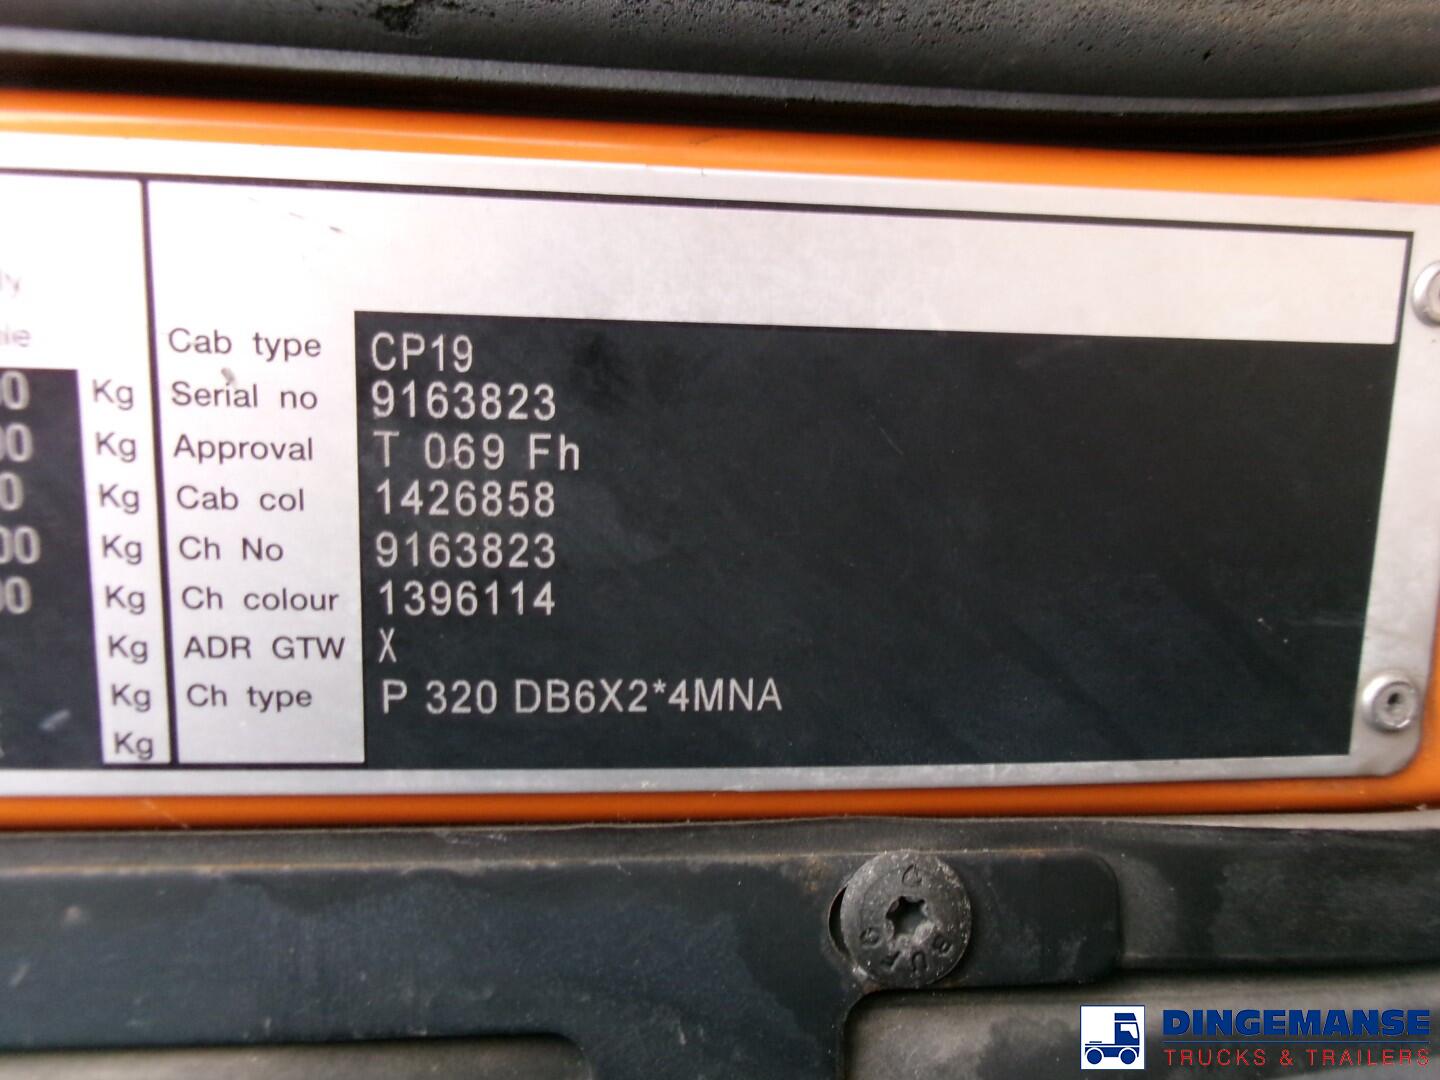 Cab type CP19
Kg Serial no 9163823
Kg Approval T 069 Fh
Kg Cab col 1426858
Kg Ch No 9163823
Kg Ch colour 1396114
Kg ADR GTW X
Kg Ch type P 320 DB6X2*4MNA
Kg
DINGEMANSE
TRUCKS & TRAILERS